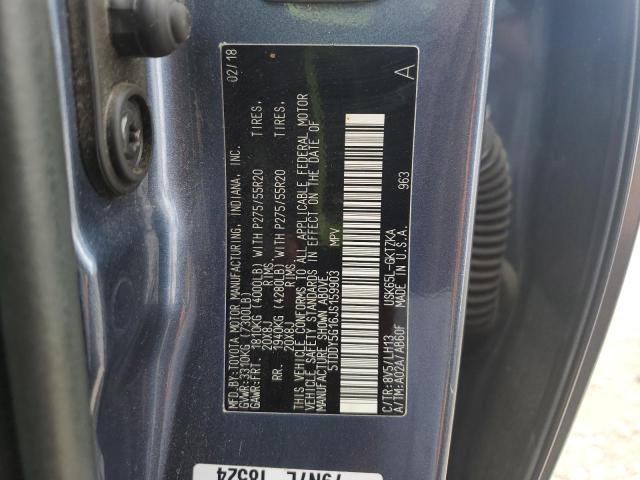 MFD. BY: TOYOTA MOTOR MANUFACTURING, INDIANA, INC. 02/18
GVWR:3310KG (7300LB)
GAWR:FRT. 1810KG (4000LB) WITH P275/55R20 TIRES,
20X8J RIMS
RR. 1940KG (4280LB) WITH P275/55R20 TIRES,
20X8J RIMS
THIS VEHICLE CONFORMS TO ALL APPLICABLE FEDERAL MOTOR
VEHICLE SAFETY STANDARDS IN EFFECT ON THE DATE OF
MANUFACTURE SHOWN ABOVE.
5TDDY5G16JS159903 MPV
A
C/TR:8V5/LH13 USK65L-GKTZKA 963
A/TM:A02A/AB60F MADE IN U.S.A.